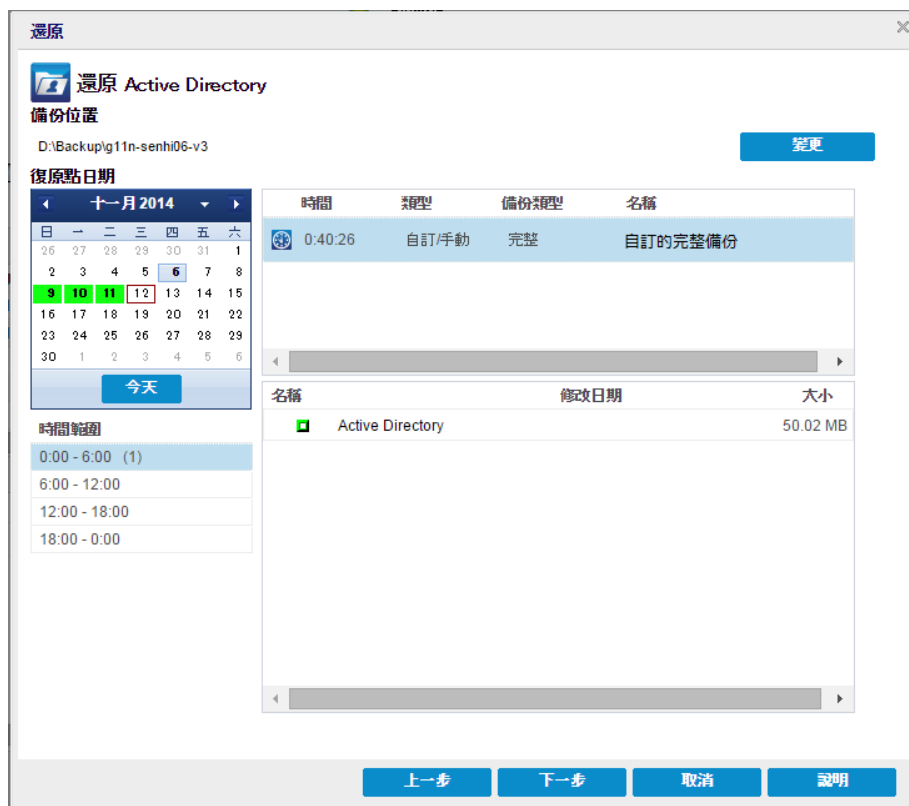 還原
還原 Active Directory
備份位置
D:\Backup\g11n-senhi06-v3
變更
復原點日期
十一月 2014
日 一 二 三 四 五 六
26 27 28 29 30 31 1
2 3 4 5 6 7 8
9 10 11 12 13 14 15
16 17 18 19 20 21 22
23 24 25 26 27 28 29
30 1 2 3 4 5 6
今天
時間範圍
0:00 - 6:00 (1)
6:00 - 12:00
12:00 - 18:00
18:00 - 0:00
時間 類型 備份類型 名稱
0:40:26 自訂/手動 完整 自訂的完整備份
名稱 修改日期 大小
Active Directory 50.02 MB
上一步 下一步 取消 說明